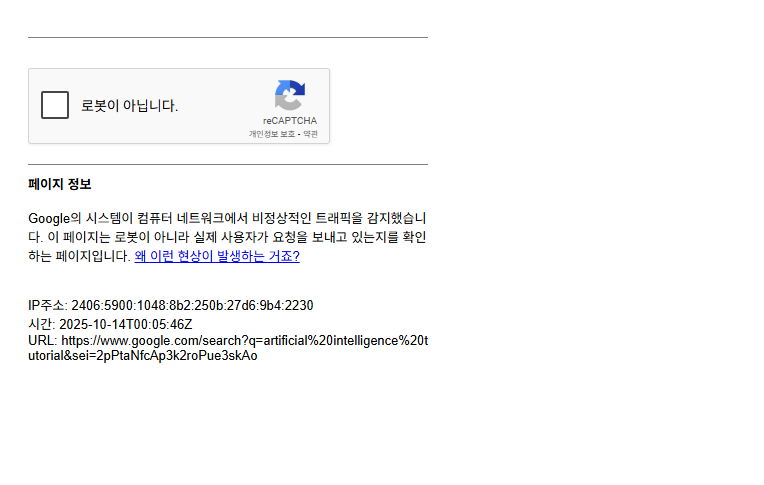 로봇이 아닙니다.
reCAPTCHA
개인정보 보호 - 약관
페이지 정보
Google의 시스템이 컴퓨터 네트워크에서 비정상적인 트래픽을 감지했습니
다. 이 페이지는 로봇이 아니라 실제 사용자가 요청을 보내고 있는지를 확인
하는 페이지입니다. 왜 이런 현상이 발생하는 거죠?
IP주소: 2406:5900:1048:8b2:250b:27d6:9b4:2230
시간: 2025-10-14T00:05:46Z
URL: https://www.google.com/search?q=artificial%20intelligence%20t
utorial&sei=2pPtaNfcAp3k2roPue3skAo